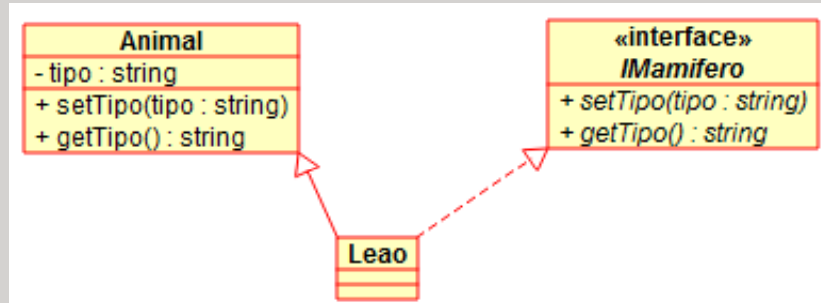 Animal
- tipo : string
+ setTipo(tipo : string)
+ getTipo() : string
«interface»
IMamifero
+ setTipo(tipo : string)
+ getTipo() : string
Leao